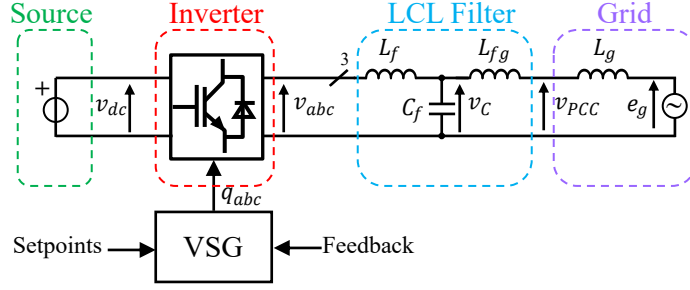 Source
Inverter
LCL Filter
Grid
3
L_f
L_fg
L_g
+
v_dc
v_abc
C_f
v_C
v_PCC
e_g
~
q_abc
Setpoints
VSG
Feedback